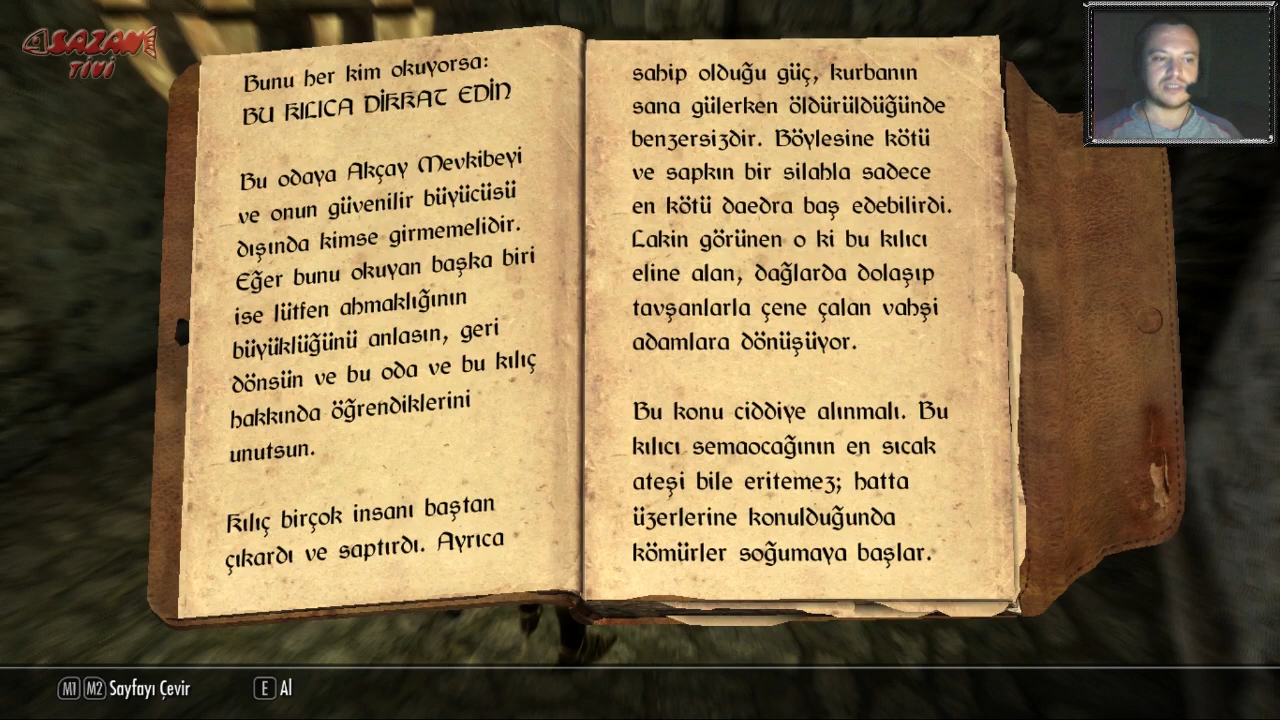 SAZAN
TİVİ
Bunu her kim okuyorsa:
BU KILICA DİKKAT EDİN
Bu odaya Akçay Mevkibeyi
ve onun güvenilir büyücüsü
dışında kimse girmemelidir.
Eğer bunu okuyan başka biri
ise lütfen ahmaklığının
büyüklüğünü anlasın, geri
dönsün ve bu oda ve bu kılıç
hakkında öğrendiklerini
unutsun.
Kılıç birçok insanı baştan
çıkardı ve saptırdı. Ayrıca
sahip olduğu güç, kurbanın
sana gülerken öldürüldüğünde
benzersizdir. Böylesine kötü
ve sapkın bir silahla sadece
en kötü daedra baş edebilirdi.
Lakin görünen o ki bu kılıcı
eline alan, dağlarda dolaşıp
tavşanlarla çene çalan vahşi
adamlara dönüşüyor.
Bu konu ciddiye alınmalı. Bu
kılıcı semaocağının en sıcak
ateşi bile eritemez; hatta
üzerlerine konulduğunda
kömürler soğumaya başlar.
M1 M2 Sayfayı Çevir
E Al